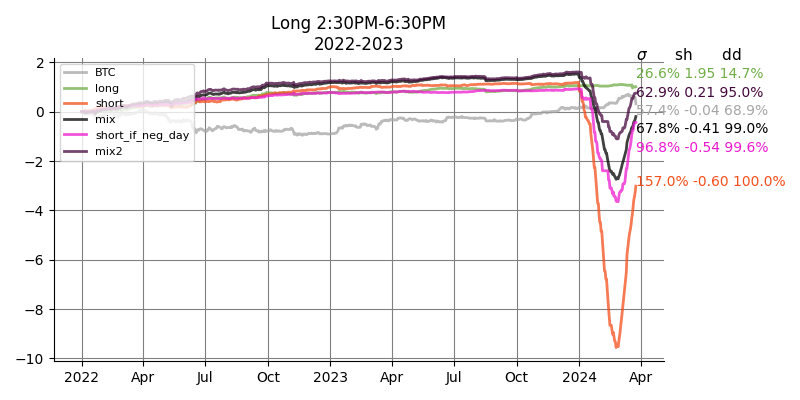 Long 2:30PM-6:30PM
2022-2023
σ sh dd
26.6% 1.95 14.7%
62.9% 0.21 95.0%
57.4% -0.04 68.9%
67.8% -0.41 99.0%
96.8% -0.54 99.6%
157.0% -0.60 100.0%
BTC
long
short
mix
short_if_neg_day
mix2
2
0
−2
−4
−6
−8
−10
2022 Apr Jul Oct 2023 Apr Jul Oct 2024 Apr